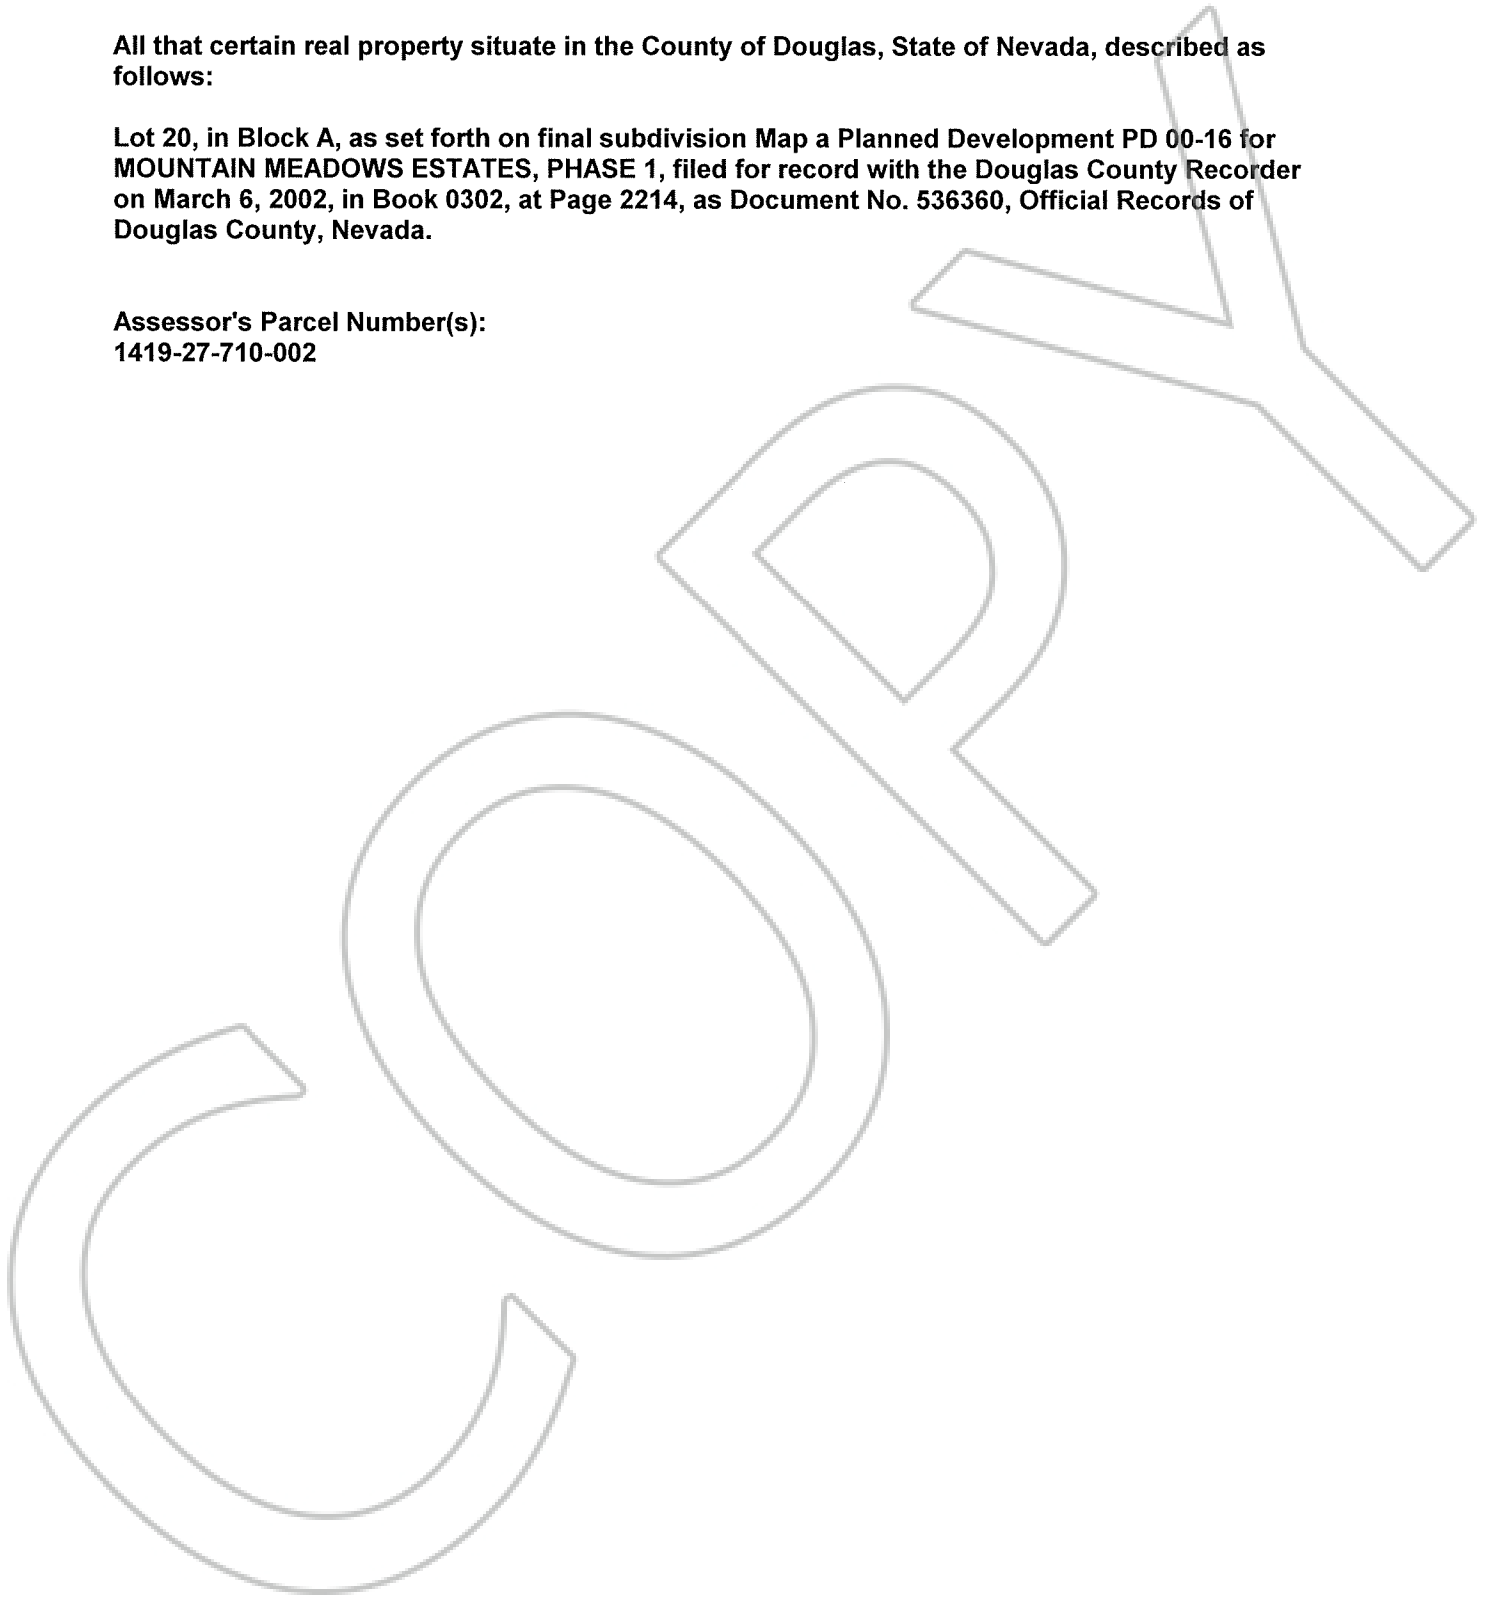 All that certain real property situate in the County of Douglas, State of Nevada, described as
follows:
Lot 20, in Block A, as set forth on final subdivision Map a Planned Development PD 00-16 for
MOUNTAIN MEADOWS ESTATES, PHASE 1, filed for record with the Douglas County Recorder
on March 6, 2002, in Book 0302, at Page 2214, as Document No. 536360, Official Records of
Douglas County, Nevada.
Assessor's Parcel Number(s):
1419-27-710-002
COPY